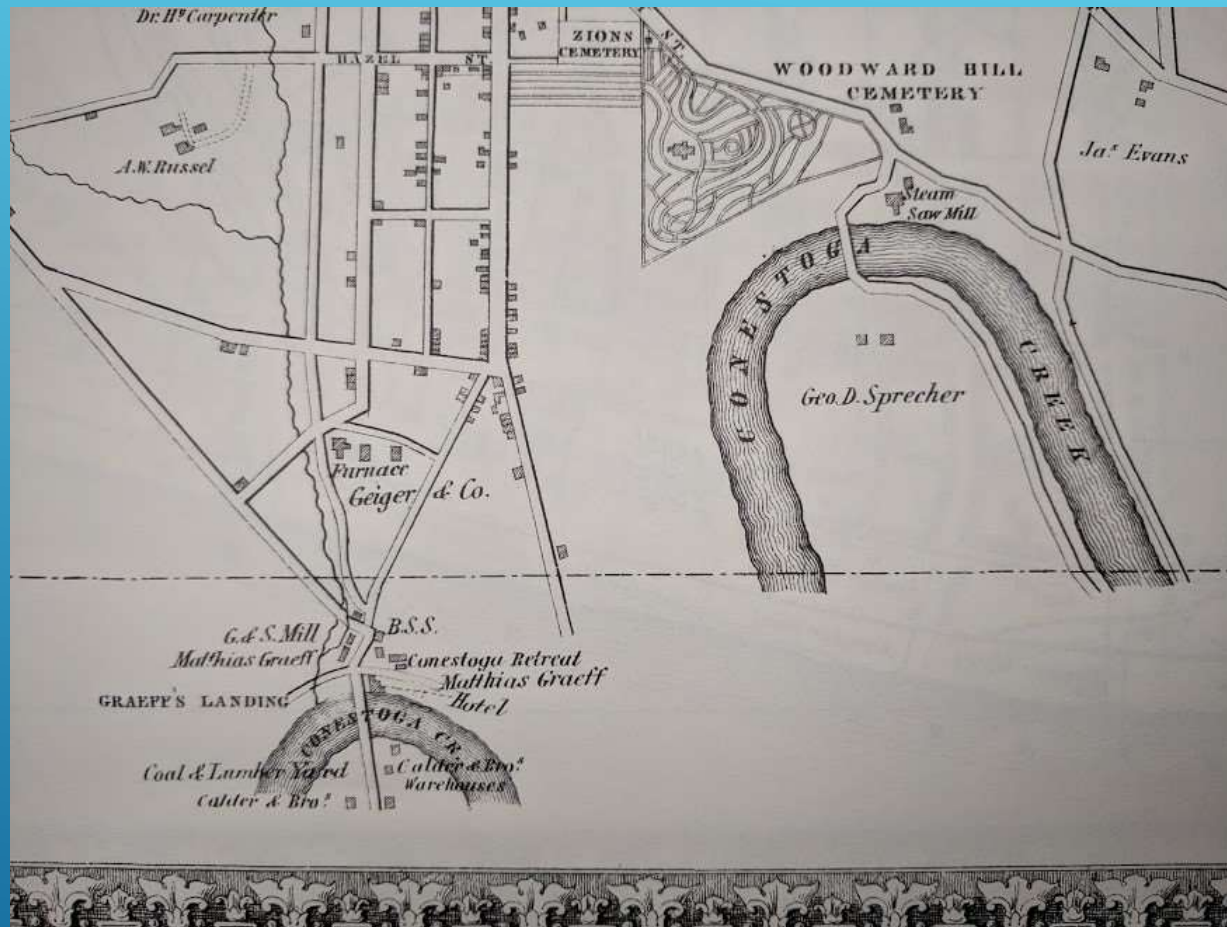 Dr. Hy Carpenter
ZIONS
CEMETERY
ST.
HAZEL ST
WOODWARD HILL
CEMETERY
A.W. Russel
Jas Evans
Steam
Saw Mill
CONESTOGA CREEK
Geo. D. Sprecher
Furnace
Geiger & Co.
G. & S. Mill
Matthias Graeff
B.S.S.
Conestoga Retreat
Matthias Graeff
Hotel
GRAEFF'S LANDING
CONESTOGA CR.
Coal & Lumber Yard
Calder & Bros
Calder & Bros
Warehouses